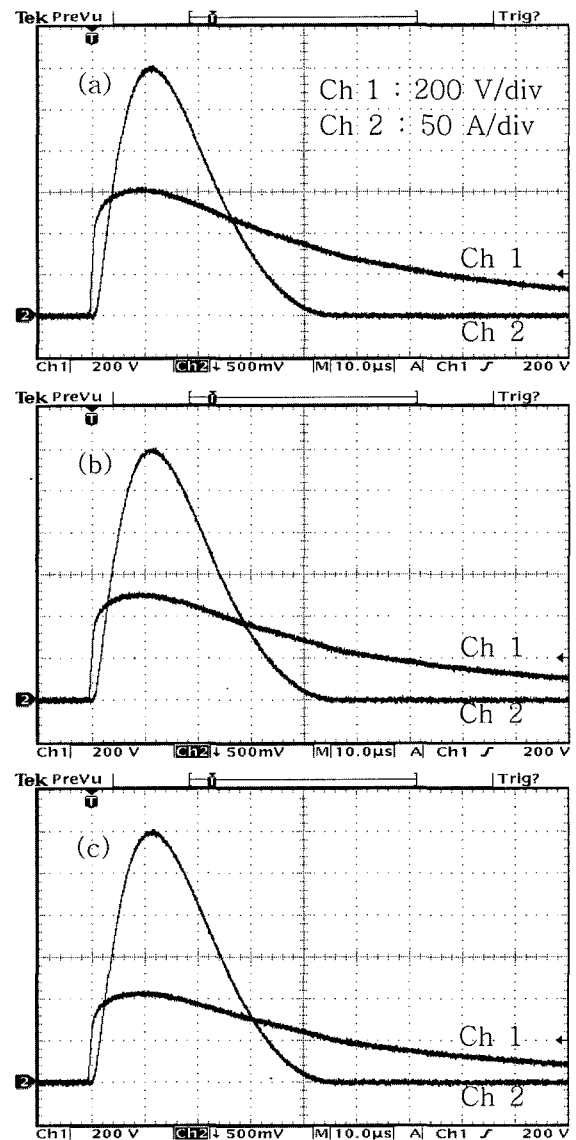 Tek PreVu Trig?
T
(a)
Ch 1 : 200 V/div
Ch 2 : 50 A/div
Ch 1
2
Ch 2
Ch1 200 V Ch2 ↓ 500mV M 10.0µs A Ch1 ƒ 200 V
Tek PreVu Trig?
T
(b)
Ch 1
2
Ch 2
Ch1 200 V Ch2 ↓ 500mV M 10.0µs A Ch1 ƒ 200 V
Tek PreVu Trig?
T
(c)
Ch 1
2
Ch 2
Ch1 200 V Ch2 ↓ 500mV M 10.0µs A Ch1 ƒ 200 V